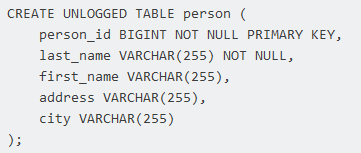 CREATE UNLOGGED TABLE person (
    person_id BIGINT NOT NULL PRIMARY KEY,
    last_name VARCHAR(255) NOT NULL,
    first_name VARCHAR(255),
    address VARCHAR(255),
    city VARCHAR(255)
);